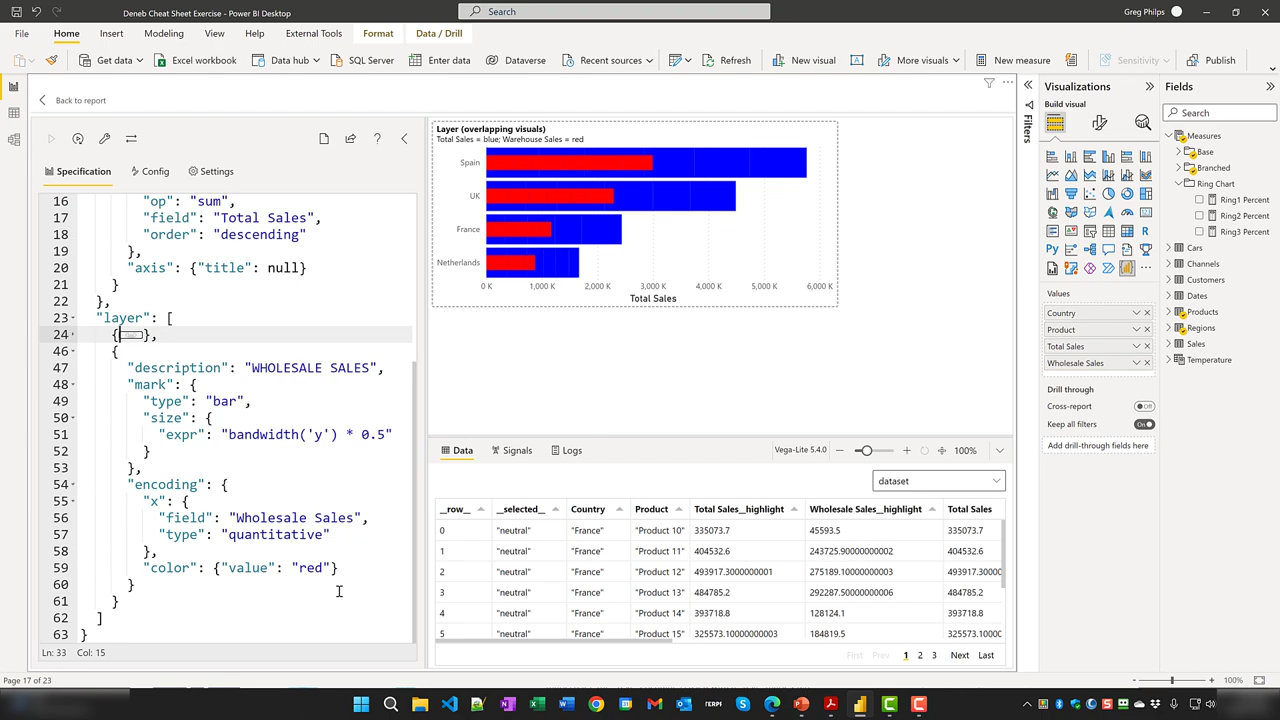 Deneb Cheat Sheet Exercise - Power BI Desktop
Search
Greg Philps
File Home Insert Modeling View Help External Tools Format Data / Drill
Get data Excel workbook Data hub SQL Server Enter data Dataverse Recent sources Refresh New visual More visuals New measure Sensitivity Publish
Back to report
Specification Config Settings
16 "op": "sum",
17 "field": "Total Sales",
18 "order": "descending"
19 },
20 "axis": {"title": null}
21 }
22 },
23 "layer": [
24 {},
46 {
47 "description": "WHOLESALE SALES",
48 "mark": {
49 "type": "bar",
50 "size": {
51 "expr": "bandwidth('y') * 0.5"
52 }
53 },
54 "encoding": {
55 "x": {
56 "field": "Wholesale Sales",
57 "type": "quantitative"
58 },
59 "color": {"value": "red"}
60 }
61 }
62 ]
63 }
Ln: 33 Col: 15
Layer (overlapping visuals)
Total Sales = blue; Warehouse Sales = red
Spain
UK
France
Netherlands
0 K 1,000 K 2,000 K 3,000 K 4,000 K 5,000 K 6,000 K
Total Sales
Data Signals Logs
Vega-Lite 5.4.0
100%
dataset
__row__ __selected__ Country Product Total Sales__highlight Wholesale Sales__highlight Total Sales
0 "neutral" "France" "Product 10" 335073.7 45593.5 335073.7
1 "neutral" "France" "Product 11" 404532.6 243725.90000000002 404532.6
2 "neutral" "France" "Product 12" 493917.3000000001 275189.10000000003 493917.3000
3 "neutral" "France" "Product 13" 484785.2 292287.50000000006 484785.2
4 "neutral" "France" "Product 14" 393718.8 128124.1 393718.8
5 "neutral" "France" "Product 15" 325573.10000000003 184819.5 325573.1000
First Prev 1 2 3 Next Last
Filters
Visualizations
Build visual
Values
Country
Product
Total Sales
Wholesale Sales
Drill through
Cross-report
Off
Keep all filters
On
Add drill-through fields here
Fields
Search
Measures
Base
Branched
Ring Chart
Ring1 Percent
Ring2 Percent
Ring3 Percent
Cars
Channels
Customers
Dates
Products
Regions
Sales
Temperature
Page 17 of 23
100%